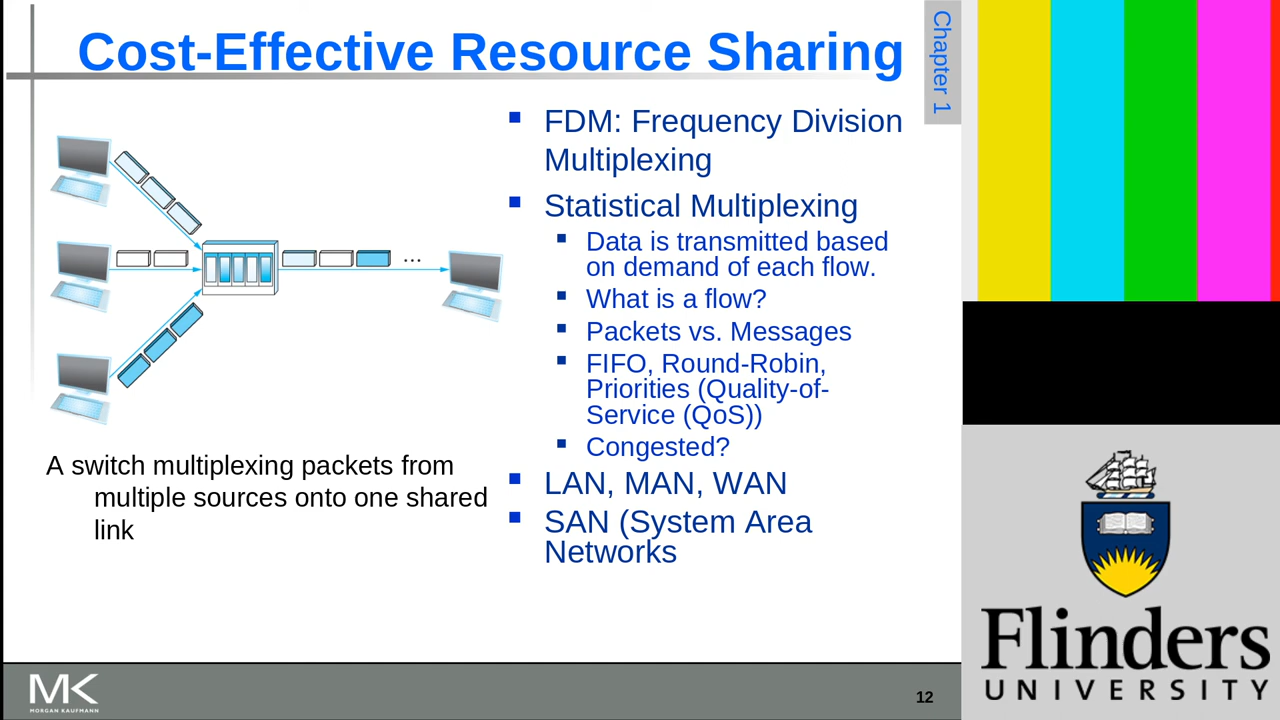 Cost-Effective Resource Sharing
Chapter 1
FDM: Frequency Division
Multiplexing
Statistical Multiplexing
Data is transmitted based
on demand of each flow.
What is a flow?
Packets vs. Messages
FIFO, Round-Robin,
Priorities (Quality-of-
Service (QoS))
Congested?
LAN, MAN, WAN
SAN (System Area
Networks
...
A switch multiplexing packets from
multiple sources onto one shared
link
MK
MORGAN KAUFMANN
12
Flinders
UNIVERSITY